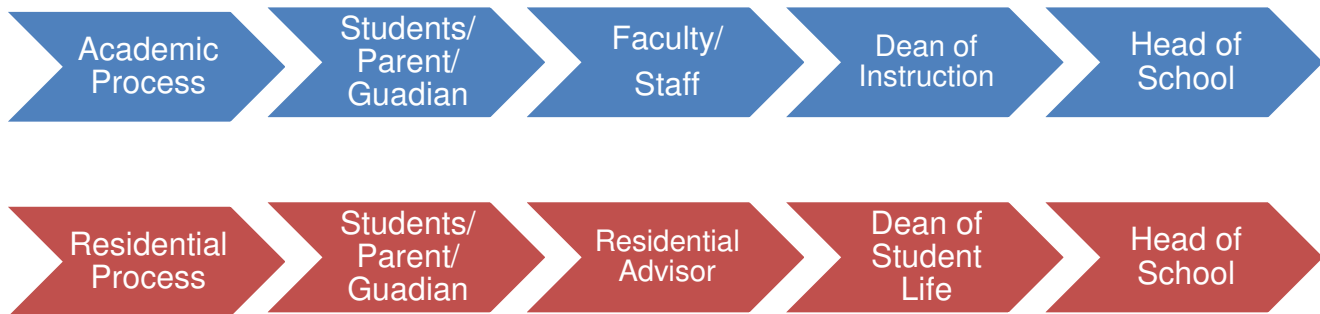 Academic
Process
Students/
Parent/
Guadian
Faculty/
Staff
Dean of
Instruction
Head of
School
Residential
Process
Students/
Parent/
Guadian
Residential
Advisor
Dean of
Student
Life
Head of
School